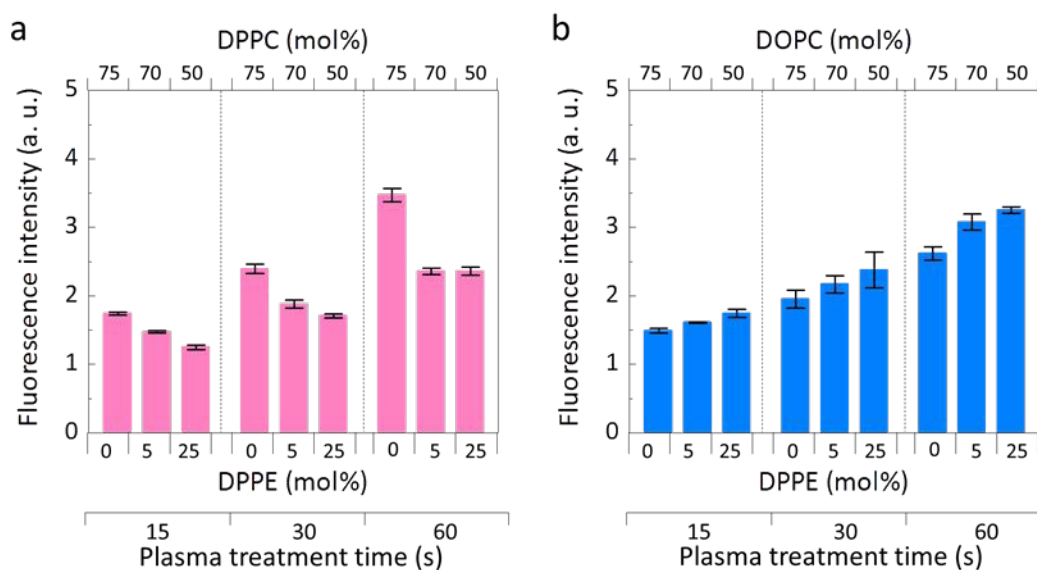 a
DPPC (mol%)
75 70 50 75 70 50 75 70 50
Fluorescence intensity (a. u.)
5
4
3
2
1
0
0 5 25 0 5 25 0 5 25
DPPE (mol%)
15 30 60
Plasma treatment time (s)
b
DOPC (mol%)
75 70 50 75 70 50 75 70 50
Fluorescence intensity (a. u.)
5
4
3
2
1
0
0 5 25 0 5 25 0 5 25
DPPE (mol%)
15 30 60
Plasma treatment time (s)